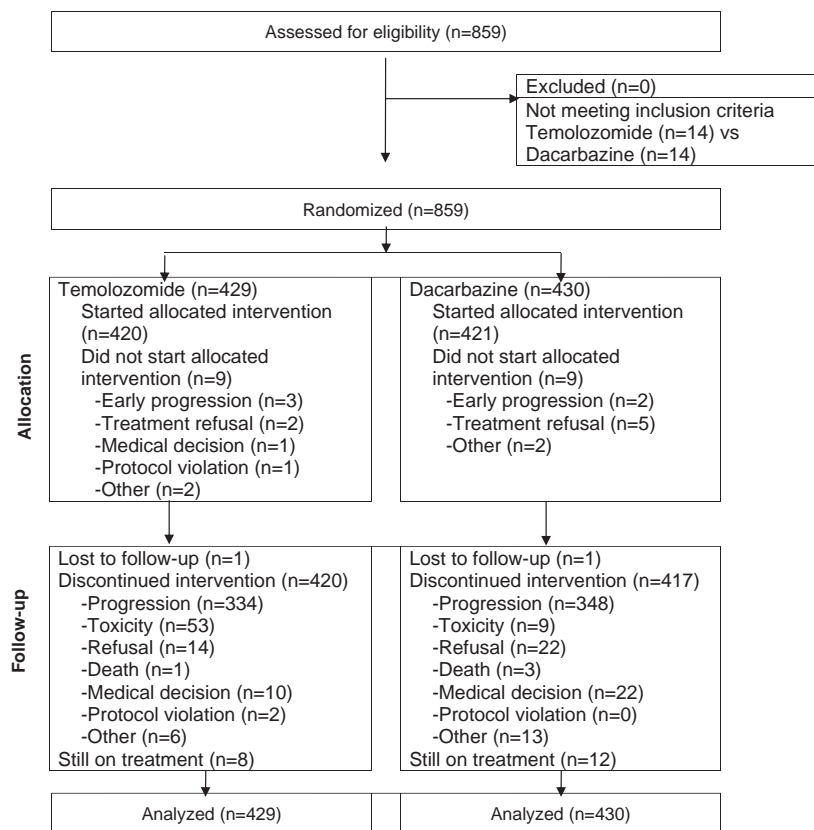 Assessed for eligibility (n=859)
Excluded (n=0)
Not meeting inclusion criteria
Temolozomide (n=14) vs
Dacarbazine (n=14)
Randomized (n=859)
Allocation
Temolozomide (n=429)
Started allocated intervention
(n=420)
Did not start allocated
intervention (n=9)
-Early progression (n=3)
-Treatment refusal (n=2)
-Medical decision (n=1)
-Protocol violation (n=1)
-Other (n=2)
Dacarbazine (n=430)
Started allocated intervention
(n=421)
Did not start allocated
intervention (n=9)
-Early progression (n=2)
-Treatment refusal (n=5)
-Other (n=2)
Follow-up
Lost to follow-up (n=1)
Discontinued intervention (n=420)
-Progression (n=334)
-Toxicity (n=53)
-Refusal (n=14)
-Death (n=1)
-Medical decision (n=10)
-Protocol violation (n=2)
-Other (n=6)
Still on treatment (n=8)
Lost to follow-up (n=1)
Discontinued intervention (n=417)
-Progression (n=348)
-Toxicity (n=9)
-Refusal (n=22)
-Death (n=3)
-Medical decision (n=22)
-Protocol violation (n=0)
-Other (n=13)
Still on treatment (n=12)
Analyzed (n=429)
Analyzed (n=430)